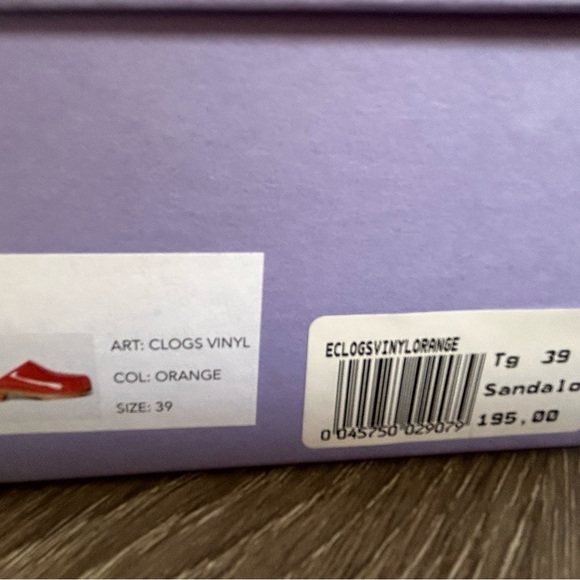 ART: CLOGS VINYL
COL: ORANGE
SIZE: 39
ECLOGSVINYLORANGE
Tg 39
Sandalo
195,00
0 045750 029079